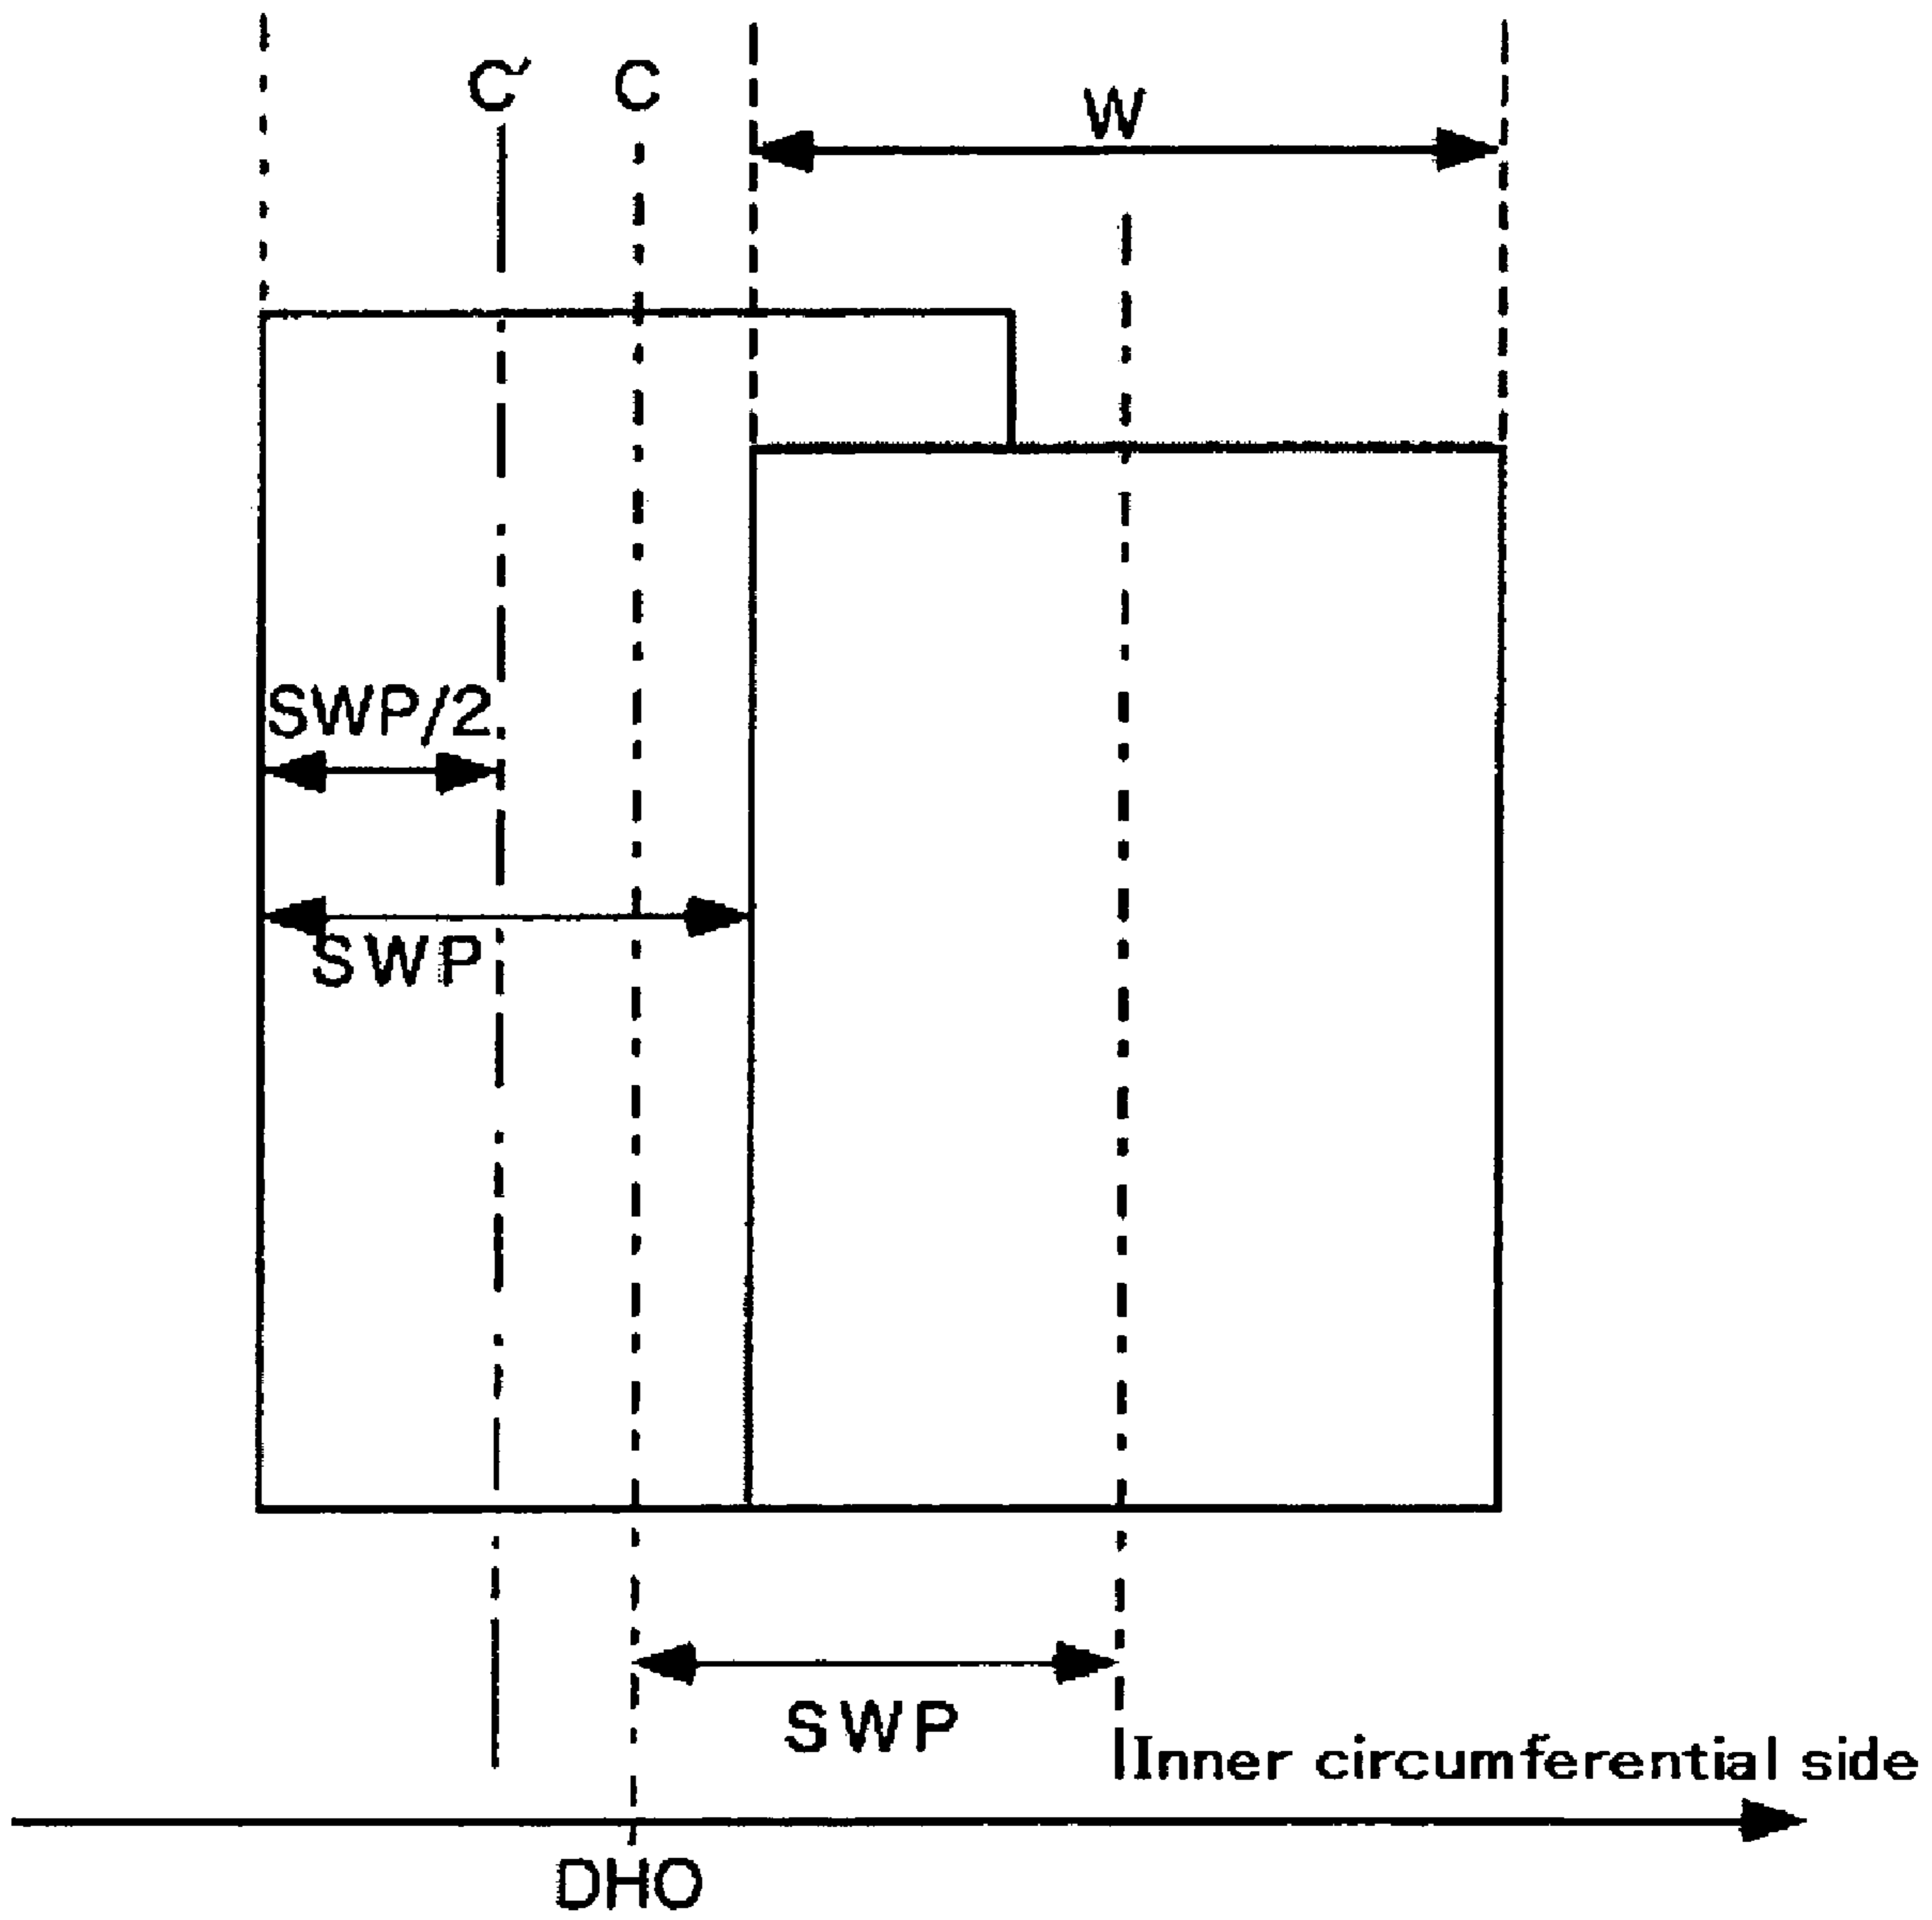 C´ C
W
SWP/2
SWP
SWP
Inner circumferential side
DHO